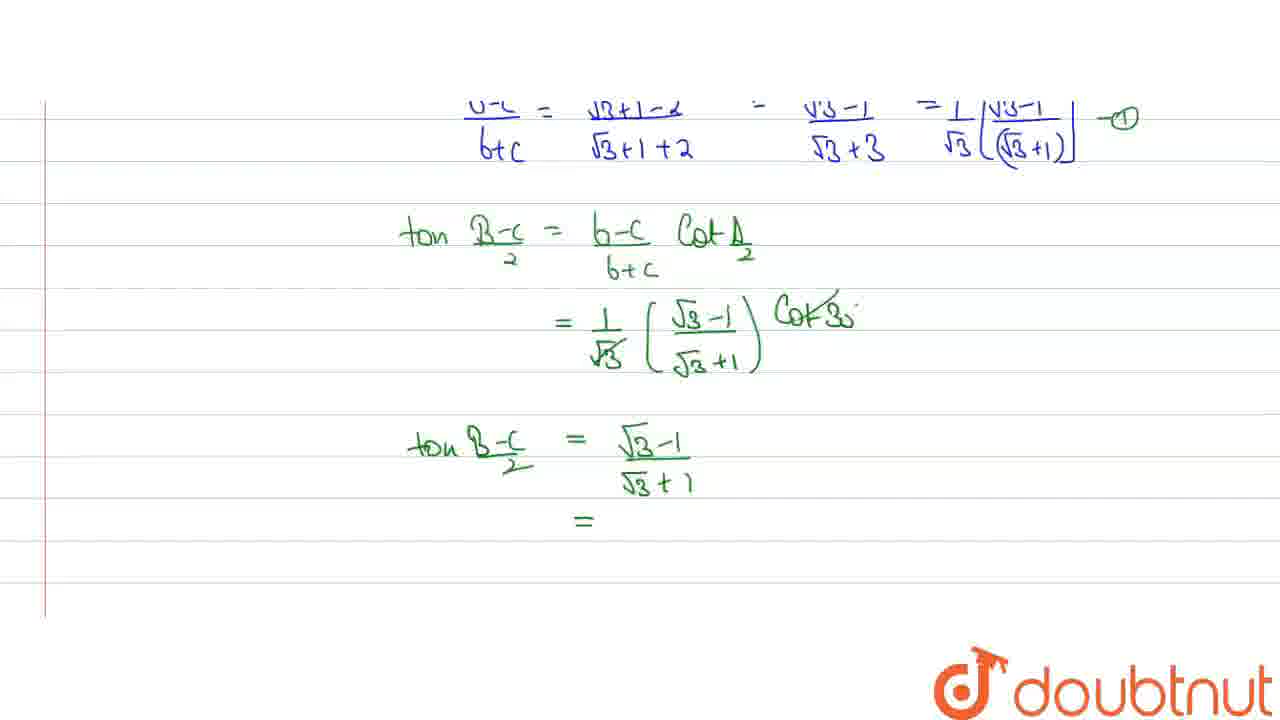 b-c/b+c = √3+1-2/√3+1+2 = √3-1/√3+3 = 1/√3 [√3-1/(√3+1)] -①
tan B-C/2 = b-c/b+c Cot A/2
= 1/√3 (√3-1/√3+1) Cot 30
tan B-C/2 = √3-1/√3+1
=
doubtnut